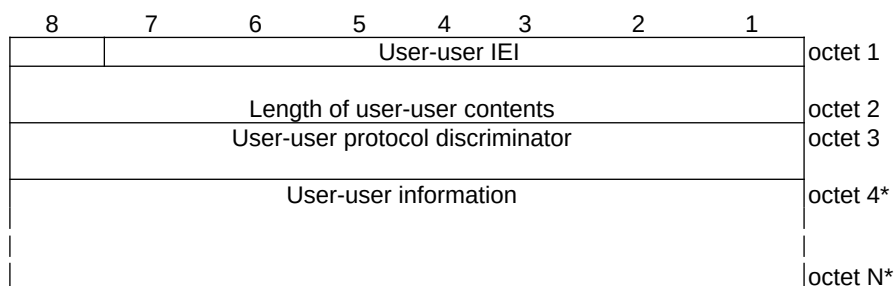 8 7 6 5 4 3 2 1
User-user IEI octet 1
Length of user-user contents octet 2
User-user protocol discriminator octet 3
User-user information octet 4*
octet N*